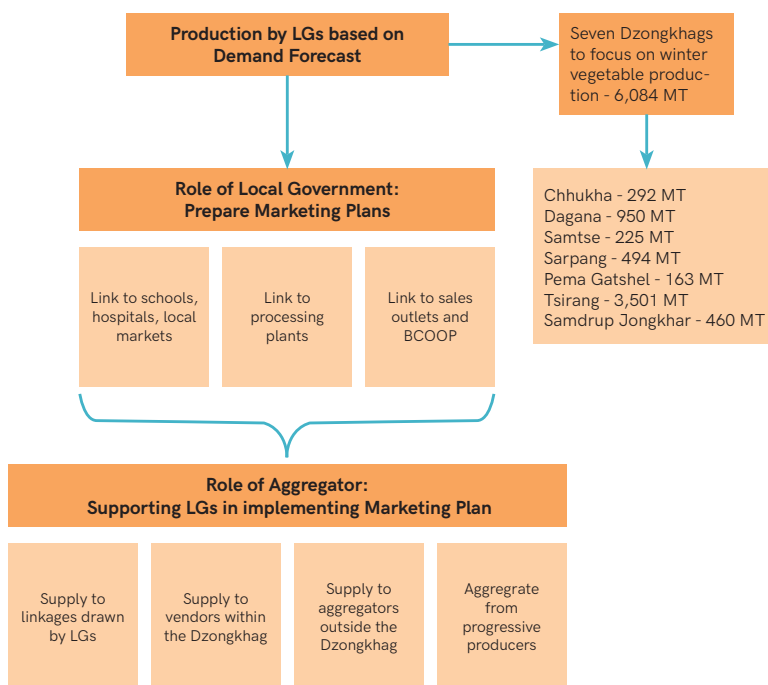 Production by LGs based on
Demand Forecast
Seven Dzongkhags
to focus on winter
vegetable produc-
tion - 6,084 MT
Role of Local Government:
Prepare Marketing Plans
Chhukha - 292 MT
Dagana - 950 MT
Samtse - 225 MT
Sarpang - 494 MT
Pema Gatshel - 163 MT
Tsirang - 3,501 MT
Samdrup Jongkhar - 460 MT
Link to schools,
hospitals, local
markets
Link to
processing
plants
Link to sales
outlets and
BCOOP
Role of Aggregator:
Supporting LGs in implementing Marketing Plan
Supply to
linkages drawn
by LGs
Supply to
vendors within
the Dzongkhag
Supply to
aggregators
outside the
Dzongkhag
Aggregrate
from
progressive
producers